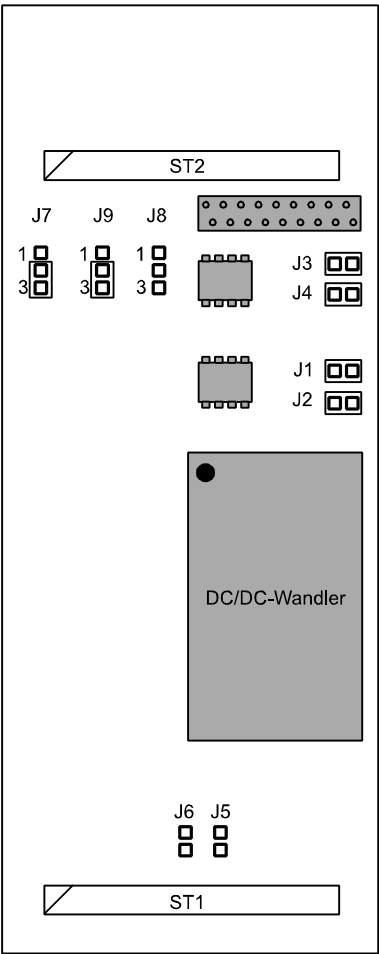 ST2
J7 J9 J8
1 1 1
3 3 3
J3
J4
J1
J2
DC/DC-Wandler
J6 J5
ST1